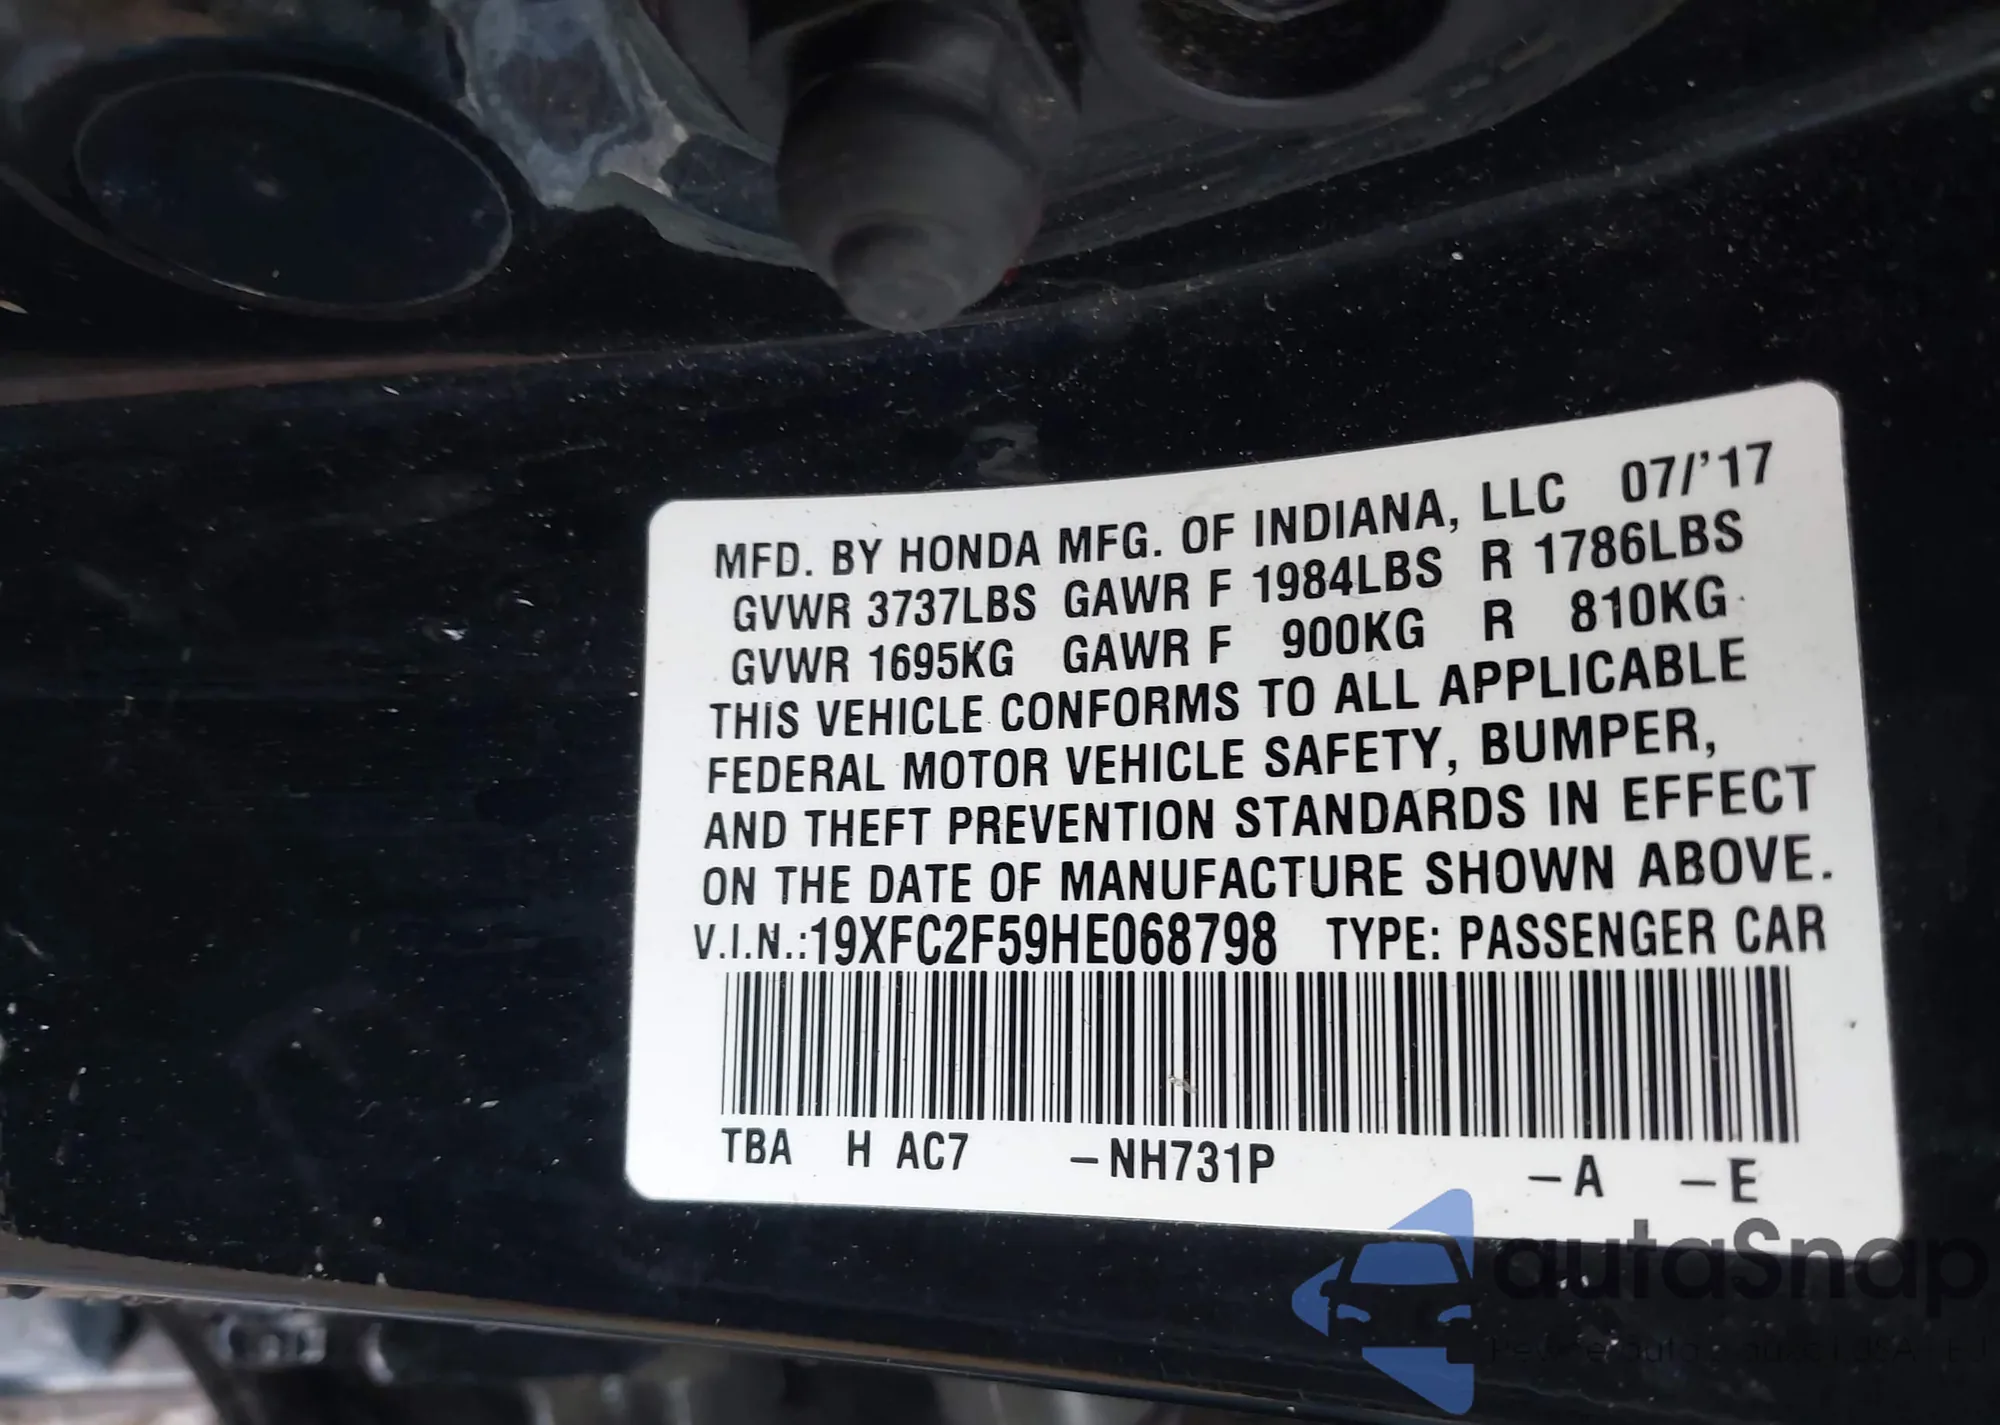 MFD. BY HONDA MFG. OF INDIANA, LLC 07/'17
GVWR 3737LBS GAWR F 1984LBS R 1786LBS
GVWR 1695KG GAWR F 900KG R 810KG
THIS VEHICLE CONFORMS TO ALL APPLICABLE
FEDERAL MOTOR VEHICLE SAFETY, BUMPER,
AND THEFT PREVENTION STANDARDS IN EFFECT
ON THE DATE OF MANUFACTURE SHOWN ABOVE.
V.I.N.:19XFC2F59HE068798 TYPE: PASSENGER CAR
TBA H AC7 -NH731P -A -E
autaSnap